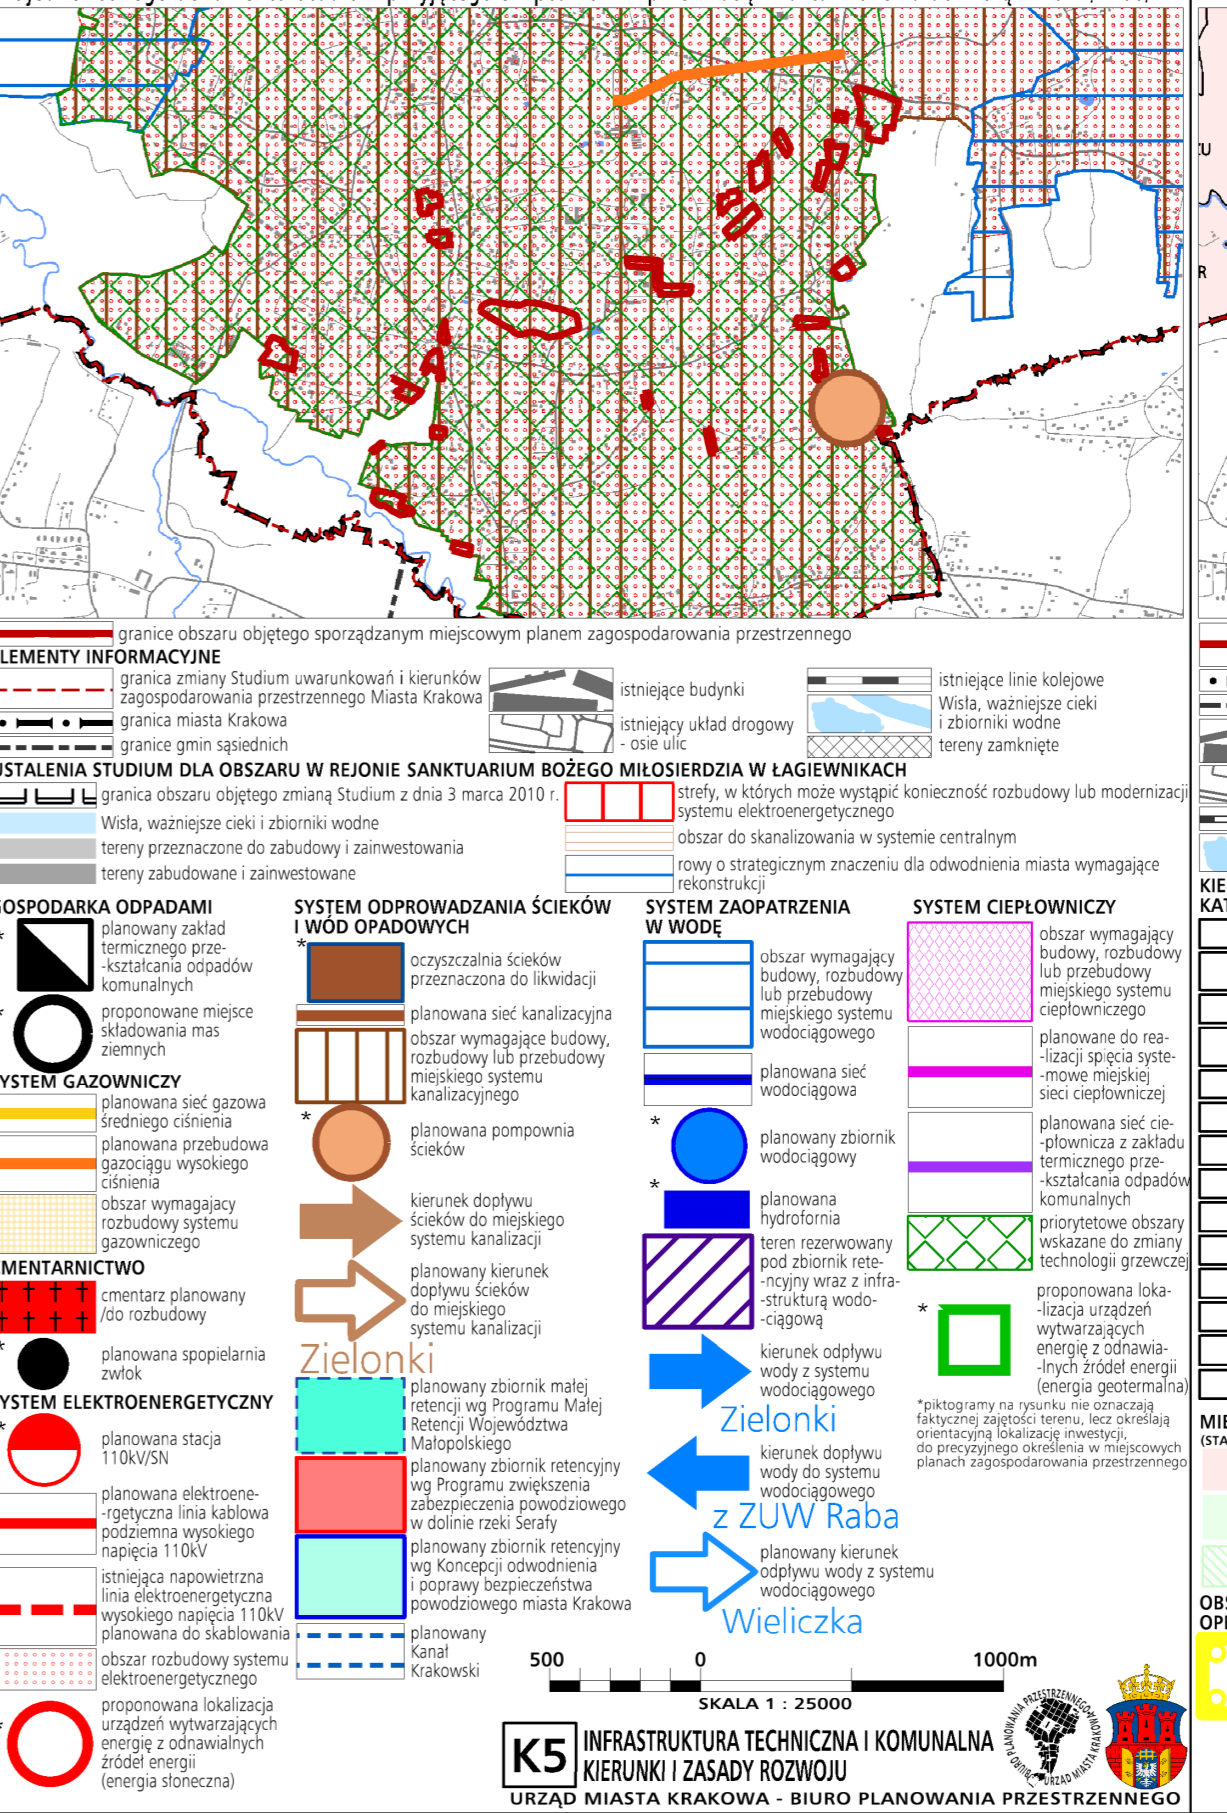 granice obszaru objętego sporządzanym miejscowym planem zagospodarowania przestrzennego
ELEMENTY INFORMACYJNE
granica zmiany Studium uwarunkowań i kierunków
zagospodarowania przestrzennego Miasta Krakowa
granica miasta Krakowa
granice gmin sąsiednich
istniejące budynki
istniejący układ drogowy
- osie ulic
istniejące linie kolejowe
Wisła, ważniejsze cieki
i zbiorniki wodne
tereny zamknięte
USTALENIA STUDIUM DLA OBSZARU W REJONIE SANKTUARIUM BOŻEGO MIŁOSIERDZIA W ŁAGIEWNIKACH
granica obszaru objętego zmianą Studium z dnia 3 marca 2010 r.
Wisła, ważniejsze cieki i zbiorniki wodne
tereny przeznaczone do zabudowy i zainwestowania
tereny zabudowane i zainwestowane
strefy, w których może wystąpić konieczność rozbudowy lub modernizacji
systemu elektroenergetycznego
obszar do skanalizowania w systemie centralnym
rowy o strategicznym znaczeniu dla odwodnienia miasta wymagające
rekonstrukcji
GOSPODARKA ODPADAMI
*
planowany zakład
termicznego prze-
-kształcania odpadów
komunalnych
*
proponowane miejsce
składowania mas
ziemnych
SYSTEM GAZOWNICZY
planowana sieć gazowa
średniego ciśnienia
planowana przebudowa
gazociągu wysokiego
ciśnienia
obszar wymagajacy
rozbudowy systemu
gazowniczego
CMENTARNICTWO
cmentarz planowany
/do rozbudowy
*
planowana spopielarnia
zwłok
SYSTEM ELEKTROENERGETYCZNY
*
planowana stacja
110kV/SN
planowana elektroene-
-rgetyczna linia kablowa
podziemna wysokiego
napięcia 110kV
istniejąca napowietrzna
linia elektroenergetyczna
wysokiego napięcia 110kV
planowana do skablowania
obszar rozbudowy systemu
elektroenergetycznego
*
proponowana lokalizacja
urządzeń wytwarzających
energię z odnawialnych
źródeł energii
(energia słoneczna)
SYSTEM ODPROWADZANIA ŚCIEKÓW
I WÓD OPADOWYCH
*
oczyszczalnia ścieków
przeznaczona do likwidacji
planowana sieć kanalizacyjna
obszar wymagające budowy,
rozbudowy lub przebudowy
miejskiego systemu
kanalizacyjnego
*
planowana pompownia
ścieków
kierunek dopływu
ścieków do miejskiego
systemu kanalizacji
planowany kierunek
dopływu ścieków
do miejskiego
systemu kanalizacji
Zielonki
planowany zbiornik małej
retencji wg Programu Małej
Retencji Województwa
Małopolskiego
planowany zbiornik retencyjny
wg Programu zwiększenia
zabezpieczenia powodziowego
w dolinie rzeki Serafy
planowany zbiornik retencyjny
wg Koncepcji odwodnienia
i poprawy bezpieczeństwa
powodziowego miasta Krakowa
planowany
Kanał
Krakowski
SYSTEM ZAOPATRZENIA
W WODĘ
obszar wymagający
budowy, rozbudowy
lub przebudowy
miejskiego systemu
wodociągowego
planowana sieć
wodociągowa
*
planowany zbiornik
wodociągowy
*
planowana
hydrofornia
teren rezerwowany
pod zbiornik rete-
-ncyjny wraz z infra-
-strukturą wodo-
-ciągową
kierunek odpływu
wody z systemu
wodociągowego
Zielonki
kierunek dopływu
wody do systemu
wodociągowego
z ZUW Raba
planowany kierunek
odpływu wody z systemu
wodociągowego
Wieliczka
SYSTEM CIEPŁOWNICZY
obszar wymagający
budowy, rozbudowy
lub przebudowy
miejskiego systemu
ciepłowniczego
planowane do rea-
-lizacji spięcia syste-
-mowe miejskiej
sieci ciepłowniczej
planowana sieć cie-
-płownicza z zakładu
termicznego prze-
-kształcania odpadów
komunalnych
priorytetowe obszary
wskazane do zmiany
technologii grzewczej
*
proponowana loka-
-lizacja urządzeń
wytwarzających
energię z odnawia-
-lnych źródeł energii
(energia geotermalna)
*piktogramy na rysunku nie oznaczają
faktycznej zajętości terenu, lecz określają
orientacyjną lokalizację inwestycji,
do precyzyjnego określenia w miejscowych
planach zagospodarowania przestrzennego
500 0 1000m
SKALA 1 : 25000
K5
INFRASTRUKTURA TECHNICZNA I KOMUNALNA
KIERUNKI I ZASADY ROZWOJU
BIURO PLANOWANIA PRZESTRZENNEGO
URZĄD MIASTA KRAKOWA
URZĄD MIASTA KRAKOWA - BIURO PLANOWANIA PRZESTRZENNEGO
CU
R
KIE
KAT
MIE
(STA
OBS
OPR